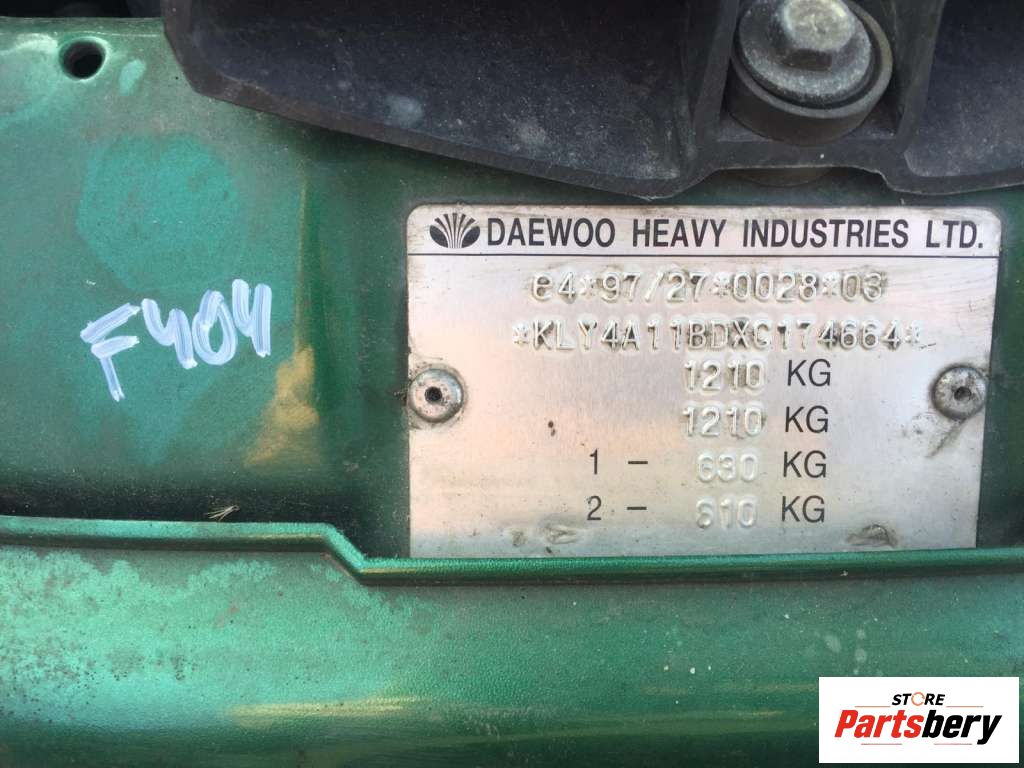 DAEWOO HEAVY INDUSTRIES LTD.
e4*97/27*0028*03
*KLY4A11BDXC174664*
1210 KG
1210 KG
1 - 630 KG
2 - 610 KG
F404
STORE
Partsbery